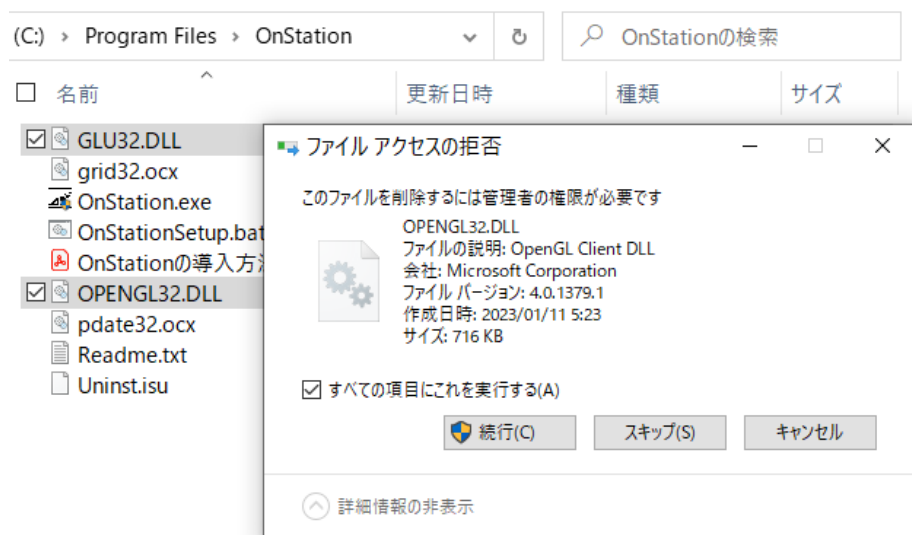 (C:) › Program Files › OnStation
OnStationの検索
名前 更新日時 種類 サイズ
GLU32.DLL
grid32.ocx
OnStation.exe
OnStationSetup.bat
OnStationの導入方
OPENGL32.DLL
pdate32.ocx
Readme.txt
Uninst.isu
ファイル アクセスの拒否
このファイルを削除するには管理者の権限が必要です
OPENGL32.DLL
ファイルの説明: OpenGL Client DLL
会社: Microsoft Corporation
ファイル バージョン: 4.0.1379.1
作成日時: 2023/01/11 5:23
サイズ: 716 KB
すべての項目にこれを実行する(A)
続行(C) スキップ(S) キャンセル
詳細情報の非表示